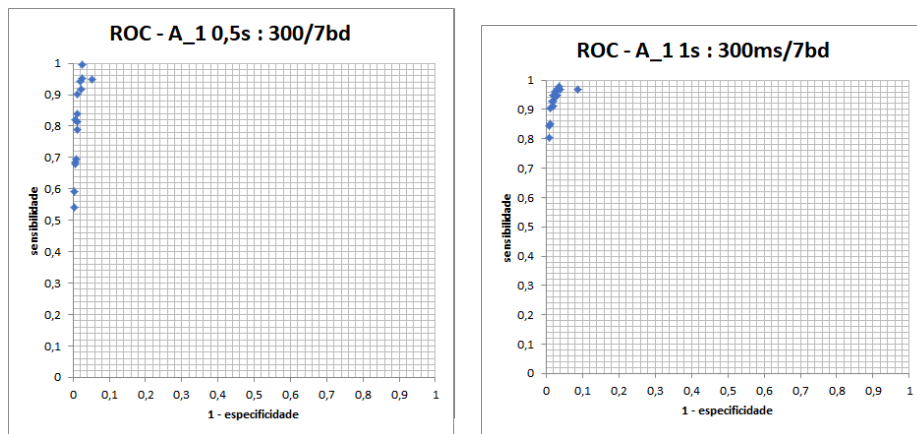 ROC - A_1 0,5s : 300/7bd
1
0,9
0,8
0,7
0,6
0,5
0,4
0,3
0,2
0,1
0
sensibilidade
0 0,1 0,2 0,3 0,4 0,5 0,6 0,7 0,8 0,9 1
1 - especificidade
ROC - A_1 1s : 300ms/7bd
1
0,9
0,8
0,7
0,6
0,5
0,4
0,3
0,2
0,1
0
sensibilidade
0 0,1 0,2 0,3 0,4 0,5 0,6 0,7 0,8 0,9 1
1 - especificidade